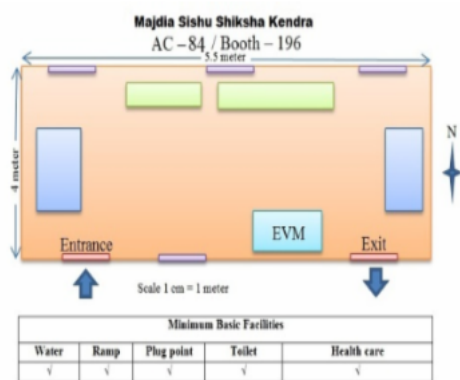 Majdia Sishu Shiksha Kendra
AC – 84 / Booth – 196
5.5 meter
4 meter
N
EVM
Entrance
Exit
Scale 1 cm = 1 meter
Minimum Basic Facilities
Water Ramp Plug point Toilet Health care
√ √ √ √ √